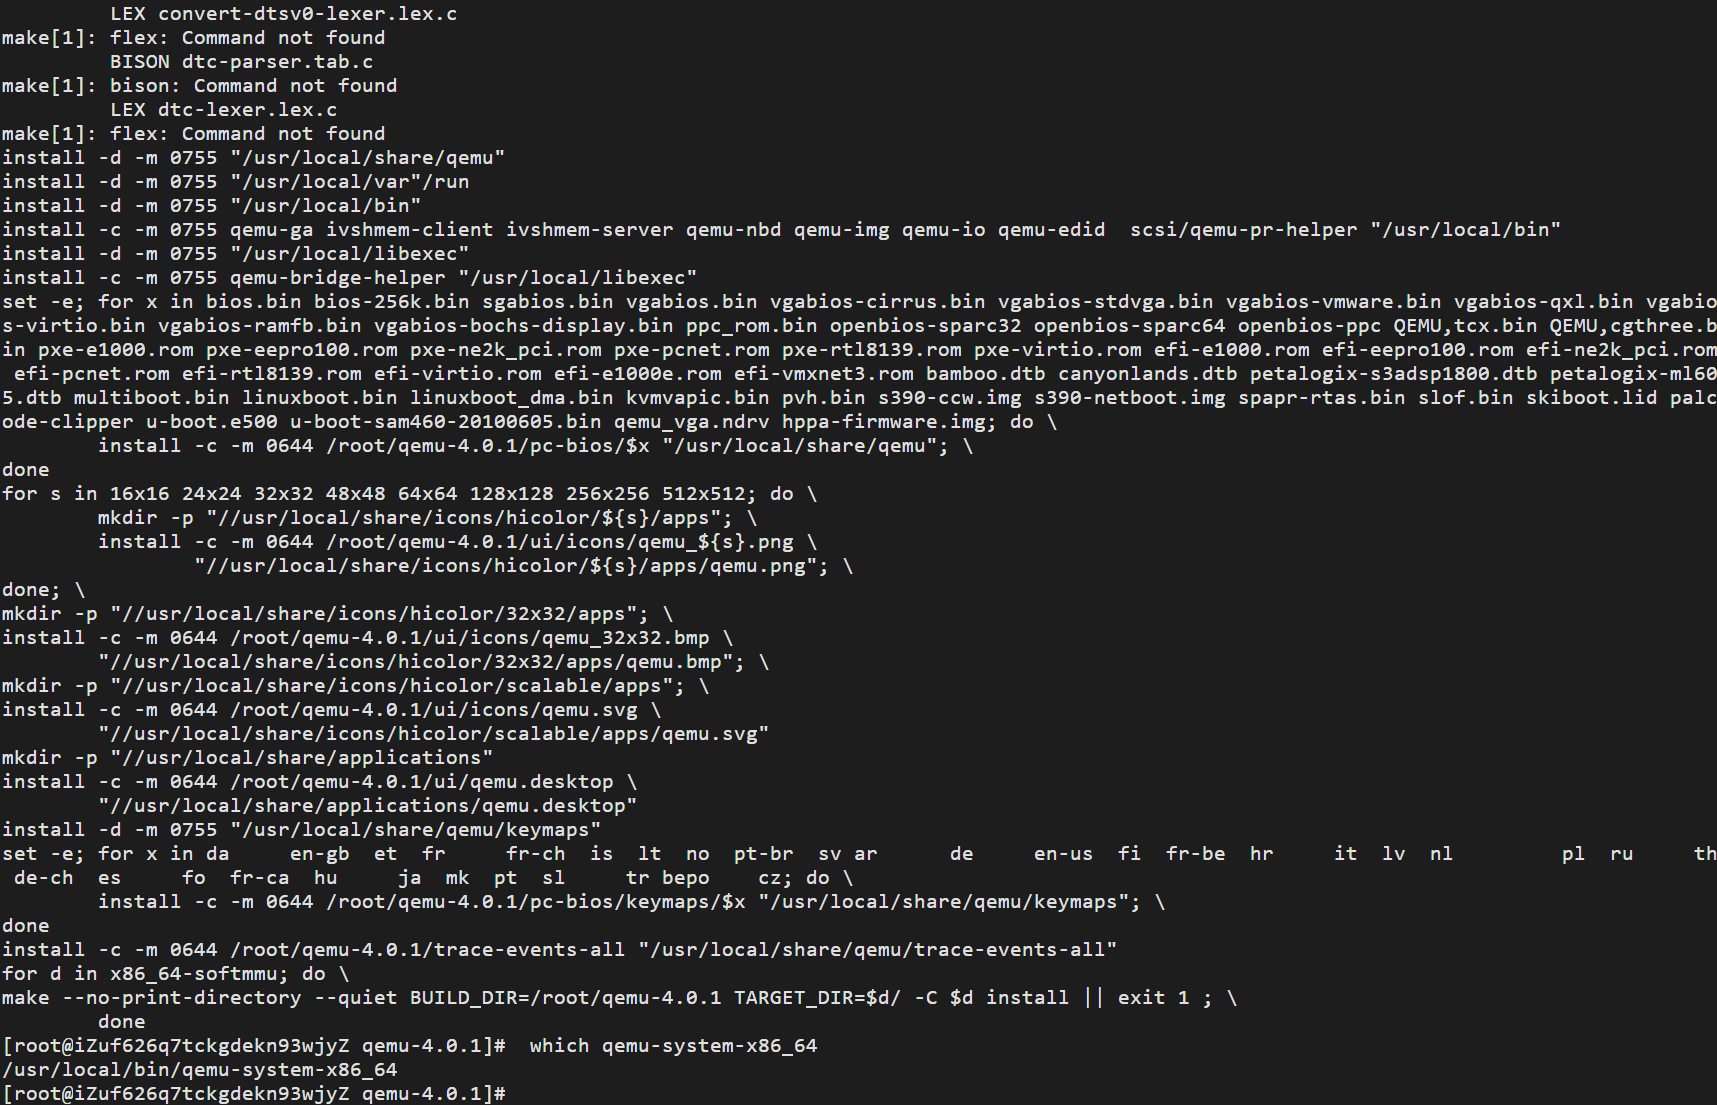 LEX convert-dtsv0-lexer.lex.c
make[1]: flex: Command not found
         BISON dtc-parser.tab.c
make[1]: bison: Command not found
         LEX dtc-lexer.lex.c
make[1]: flex: Command not found
install -d -m 0755 "/usr/local/share/qemu"
install -d -m 0755 "/usr/local/var"/run
install -d -m 0755 "/usr/local/bin"
install -c -m 0755 qemu-ga ivshmem-client ivshmem-server qemu-nbd qemu-img qemu-io qemu-edid  scsi/qemu-pr-helper "/usr/local/bin"
install -d -m 0755 "/usr/local/libexec"
install -c -m 0755 qemu-bridge-helper "/usr/local/libexec"
set -e; for x in bios.bin bios-256k.bin sgabios.bin vgabios.bin vgabios-cirrus.bin vgabios-stdvga.bin vgabios-vmware.bin vgabios-qxl.bin vgabio
s-virtio.bin vgabios-ramfb.bin vgabios-bochs-display.bin ppc_rom.bin openbios-sparc32 openbios-sparc64 openbios-ppc QEMU,tcx.bin QEMU,cgthree.b
in pxe-e1000.rom pxe-eepro100.rom pxe-ne2k_pci.rom pxe-pcnet.rom pxe-rtl8139.rom pxe-virtio.rom efi-e1000.rom efi-eepro100.rom efi-ne2k_pci.rom
 efi-pcnet.rom efi-rtl8139.rom efi-virtio.rom efi-e1000e.rom efi-vmxnet3.rom bamboo.dtb canyonlands.dtb petalogix-s3adsp1800.dtb petalogix-ml60
5.dtb multiboot.bin linuxboot.bin linuxboot_dma.bin kvmvapic.bin pvh.bin s390-ccw.img s390-netboot.img spapr-rtas.bin slof.bin skiboot.lid palc
ode-clipper u-boot.e500 u-boot-sam460-20100605.bin qemu_vga.ndrv hppa-firmware.img; do \
        install -c -m 0644 /root/qemu-4.0.1/pc-bios/$x "/usr/local/share/qemu"; \
done
for s in 16x16 24x24 32x32 48x48 64x64 128x128 256x256 512x512; do \
        mkdir -p "//usr/local/share/icons/hicolor/${s}/apps"; \
        install -c -m 0644 /root/qemu-4.0.1/ui/icons/qemu_${s}.png \
                "//usr/local/share/icons/hicolor/${s}/apps/qemu.png"; \
done; \
mkdir -p "//usr/local/share/icons/hicolor/32x32/apps"; \
install -c -m 0644 /root/qemu-4.0.1/ui/icons/qemu_32x32.bmp \
        "//usr/local/share/icons/hicolor/32x32/apps/qemu.bmp"; \
mkdir -p "//usr/local/share/icons/hicolor/scalable/apps"; \
install -c -m 0644 /root/qemu-4.0.1/ui/icons/qemu.svg \
        "//usr/local/share/icons/hicolor/scalable/apps/qemu.svg"
mkdir -p "//usr/local/share/applications"
install -c -m 0644 /root/qemu-4.0.1/ui/qemu.desktop \
        "//usr/local/share/applications/qemu.desktop"
install -d -m 0755 "/usr/local/share/qemu/keymaps"
set -e; for x in da     en-gb  et  fr     fr-ch  is  lt  no  pt-br  sv ar      de     en-us  fi  fr-be  hr     it  lv  nl         pl  ru     th
 de-ch  es     fo  fr-ca  hu     ja  mk  pt  sl     tr bepo    cz; do \
        install -c -m 0644 /root/qemu-4.0.1/pc-bios/keymaps/$x "/usr/local/share/qemu/keymaps"; \
done
install -c -m 0644 /root/qemu-4.0.1/trace-events-all "/usr/local/share/qemu/trace-events-all"
for d in x86_64-softmmu; do \
make --no-print-directory --quiet BUILD_DIR=/root/qemu-4.0.1 TARGET_DIR=$d/ -C $d install || exit 1 ; \
        done
[root@iZuf626q7tckgdekn93wjyZ qemu-4.0.1]#  which qemu-system-x86_64
/usr/local/bin/qemu-system-x86_64
[root@iZuf626q7tckgdekn93wjyZ qemu-4.0.1]#